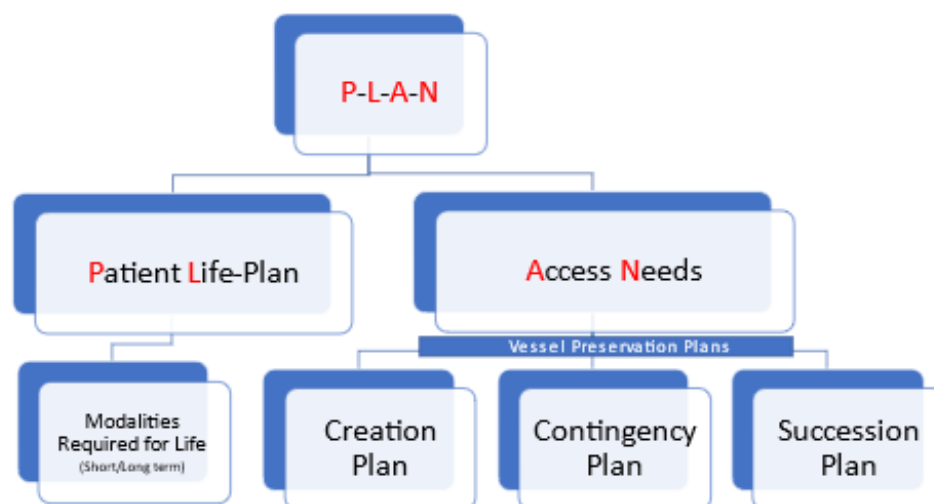 P-L-A-N
Patient Life-Plan
Access Needs
Vessel Preservation Plans
Modalities
Required for Life
(Short/Long term)
Creation
Plan
Contingency
Plan
Succession
Plan